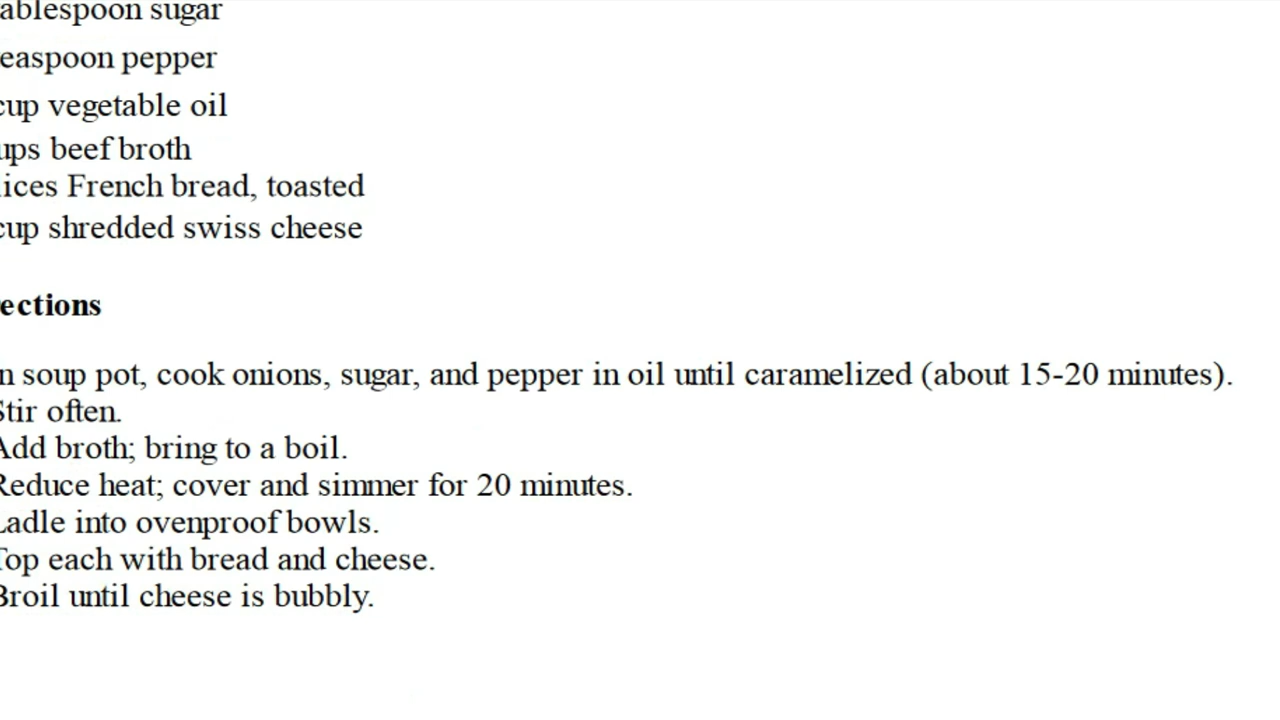 ablespoon sugar
easpoon pepper
cup vegetable oil
ups beef broth
ices French bread, toasted
cup shredded swiss cheese
ections
n soup pot, cook onions, sugar, and pepper in oil until caramelized (about 15-20 minutes).
Stir often.
Add broth; bring to a boil.
Reduce heat; cover and simmer for 20 minutes.
Ladle into ovenproof bowls.
Top each with bread and cheese.
Broil until cheese is bubbly.